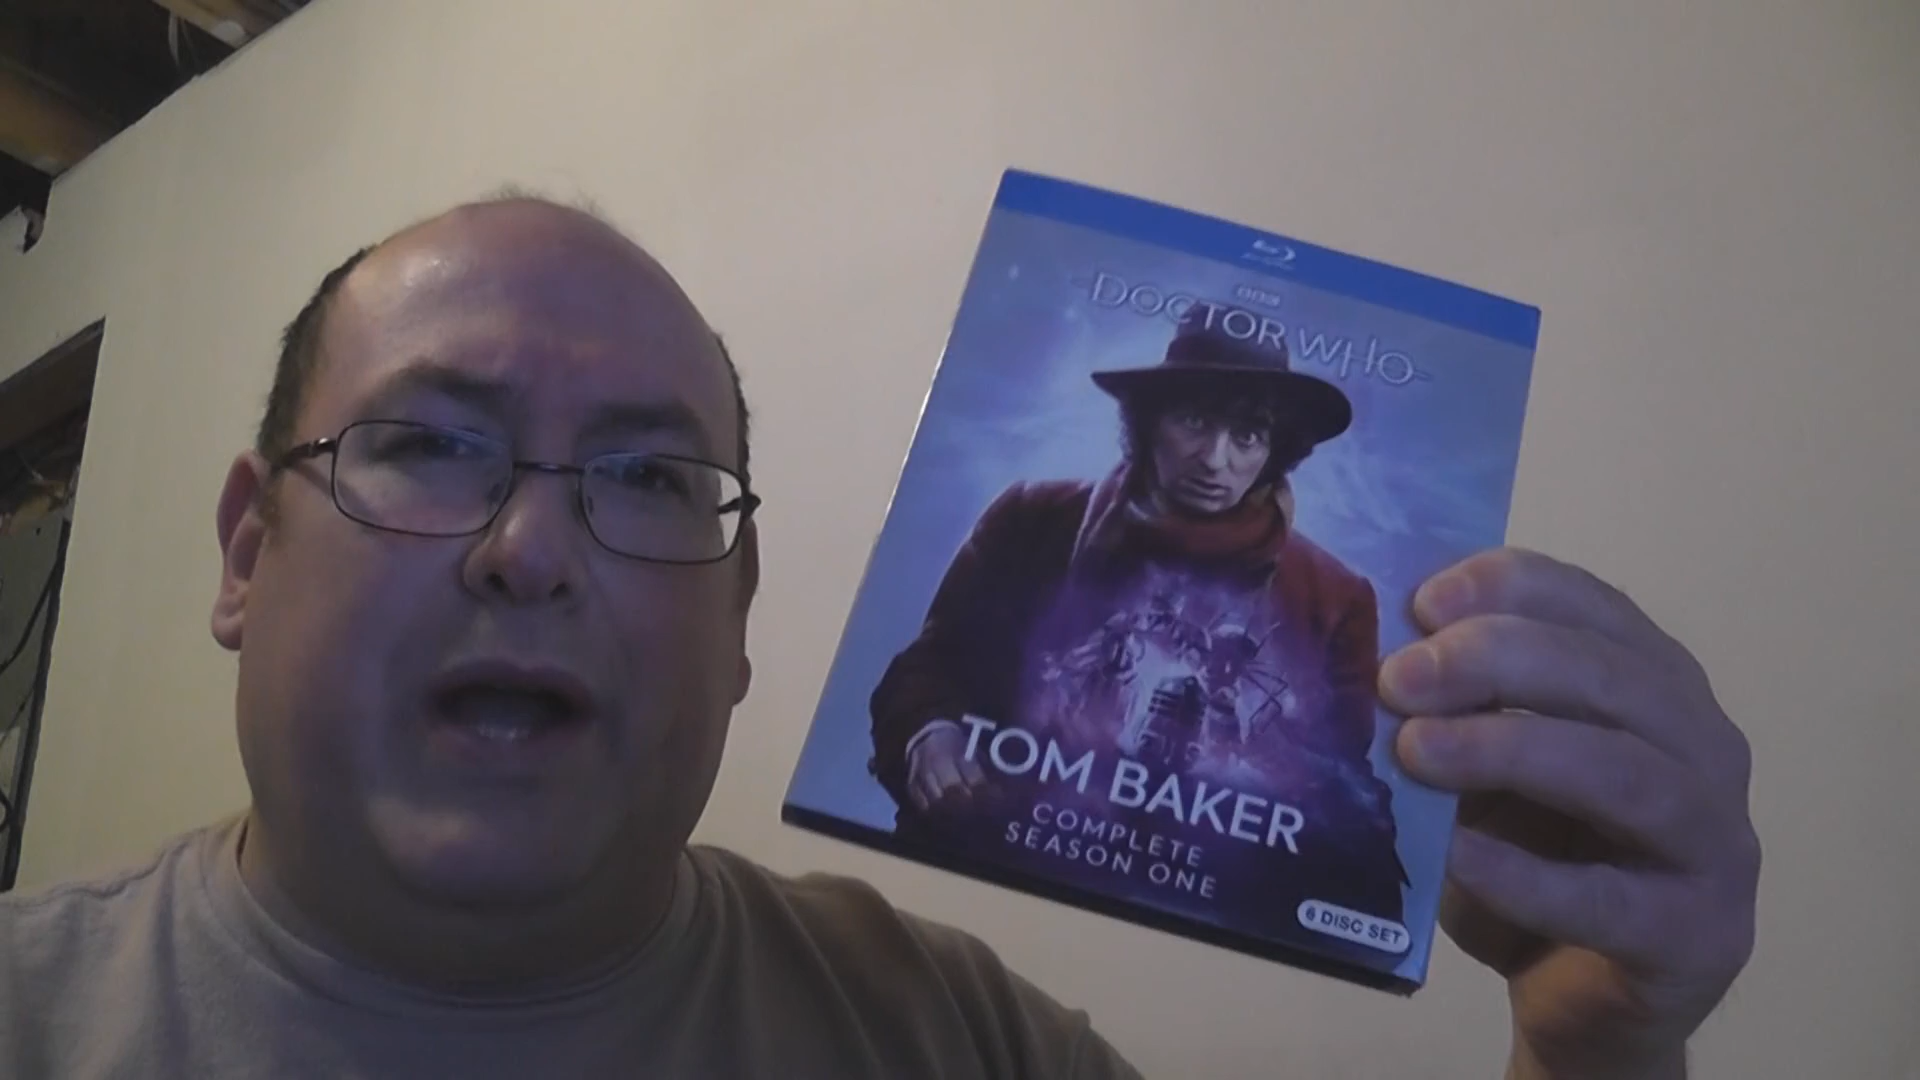 BBC
DOCTOR WHO
TOM BAKER
COMPLETE
SEASON ONE
6 DISC SET